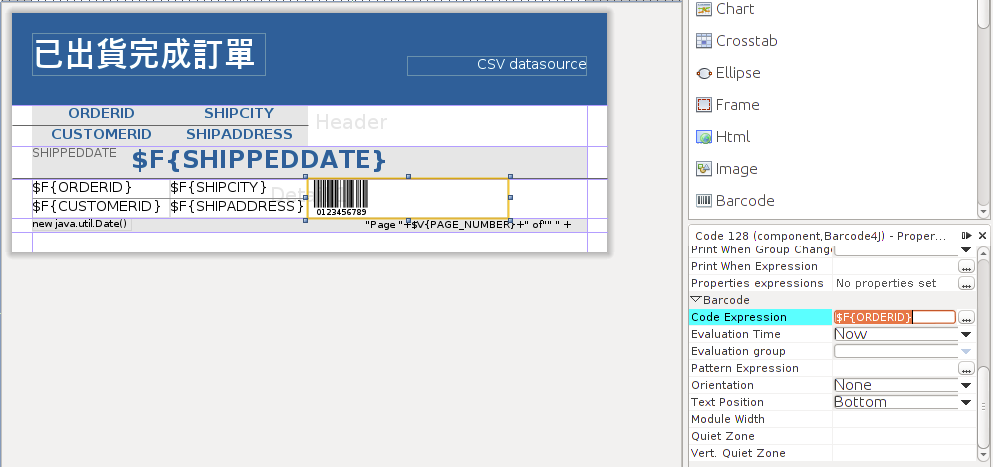 已出貨完成訂單
CSV datasource
ORDERID SHIPCITY
Header
CUSTOMERID SHIPADDRESS
SHIPPEDDATE $F{SHIPPEDDATE}
$F{ORDERID} $F{SHIPCITY}
$F{CUSTOMERID} $F{SHIPADDRESS}
0123456789
new java.util.Date() "Page "+$V{PAGE_NUMBER}+" of"" " +
Chart
Crosstab
Ellipse
Frame
Html
Image
Barcode
Code 128 (component,Barcode4J) - Proper...
Print When Group Chang
Print When Expression ...
Properties expressions No properties set ...
Barcode
Code Expression $F{ORDERID} ...
Evaluation Time Now
Evaluation group
Pattern Expression ...
Orientation None
Text Position Bottom
Module Width
Quiet Zone
Vert. Quiet Zone